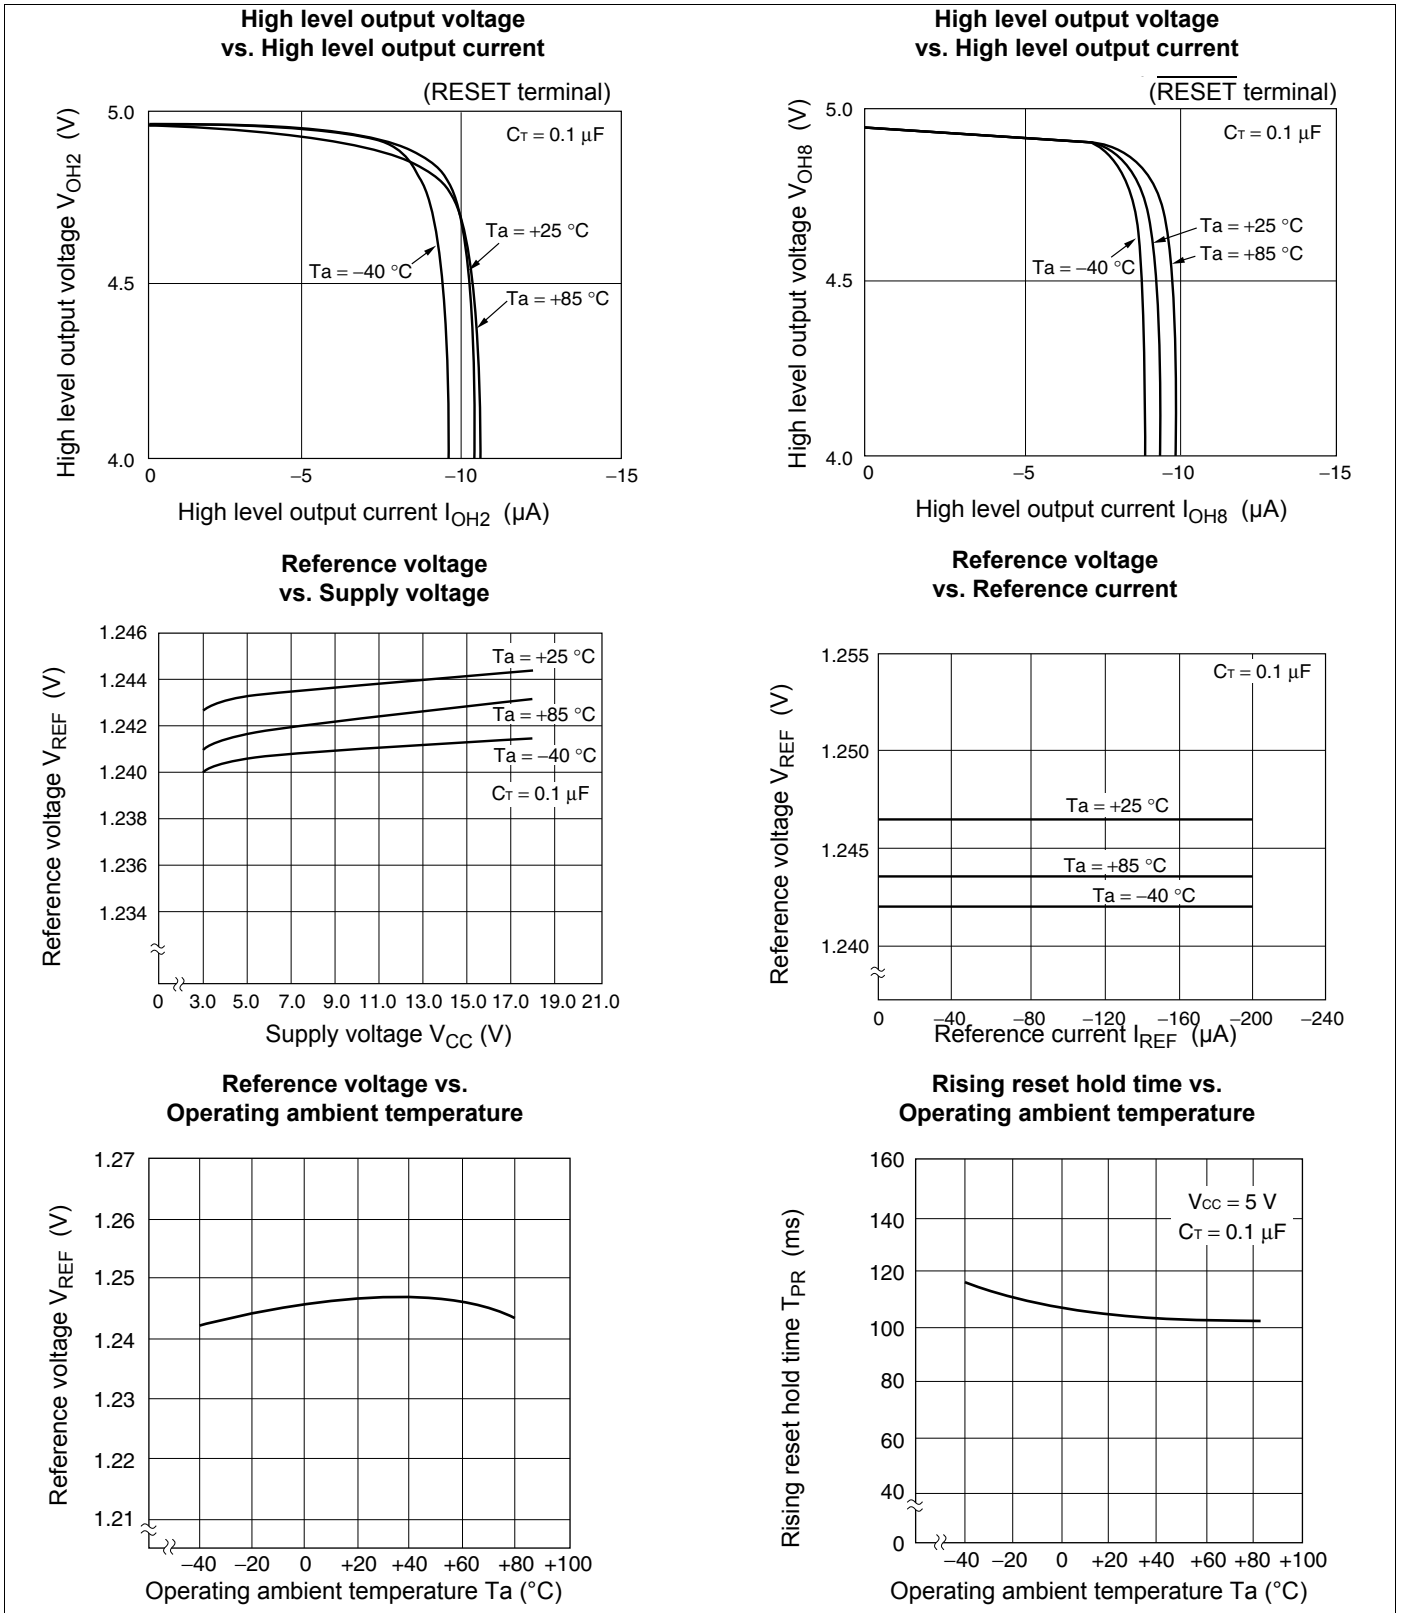 High level output voltage
vs. High level output current
(RESET terminal)
High level output voltage VOH2 (V)
5.0
4.5
4.0
CT = 0.1 μF
Ta = +25 °C
Ta = −40 °C
Ta = +85 °C
0 −5 −10 −15
High level output current IOH2 (μA)
High level output voltage
vs. High level output current
(RESET terminal)
High level output voltage VOH8 (V)
5.0
4.5
4.0
CT = 0.1 μF
Ta = +25 °C
Ta = +85 °C
Ta = −40 °C
0 −5 −10 −15
High level output current IOH8 (μA)
Reference voltage
vs. Supply voltage
Reference voltage VREF (V)
1.246
1.244
1.242
1.240
1.238
1.236
1.234
Ta = +25 °C
Ta = +85 °C
Ta = −40 °C
CT = 0.1 μF
0 3.0 5.0 7.0 9.0 11.0 13.0 15.0 17.0 19.0 21.0
Supply voltage VCC (V)
Reference voltage
vs. Reference current
Reference voltage VREF (V)
1.255
1.250
1.245
1.240
CT = 0.1 μF
Ta = +25 °C
Ta = +85 °C
Ta = −40 °C
0 −40 −80 −120 −160 −200 −240
Reference current IREF (μA)
Reference voltage vs.
Operating ambient temperature
Reference voltage VREF (V)
1.27
1.26
1.25
1.24
1.23
1.22
1.21
−40 −20 0 +20 +40 +60 +80 +100
Operating ambient temperature Ta (°C)
Rising reset hold time vs.
Operating ambient temperature
Rising reset hold time TPR (ms)
160
140
120
100
80
60
40
0
VCC = 5 V
CT = 0.1 μF
−40 −20 0 +20 +40 +60 +80 +100
Operating ambient temperature Ta (°C)